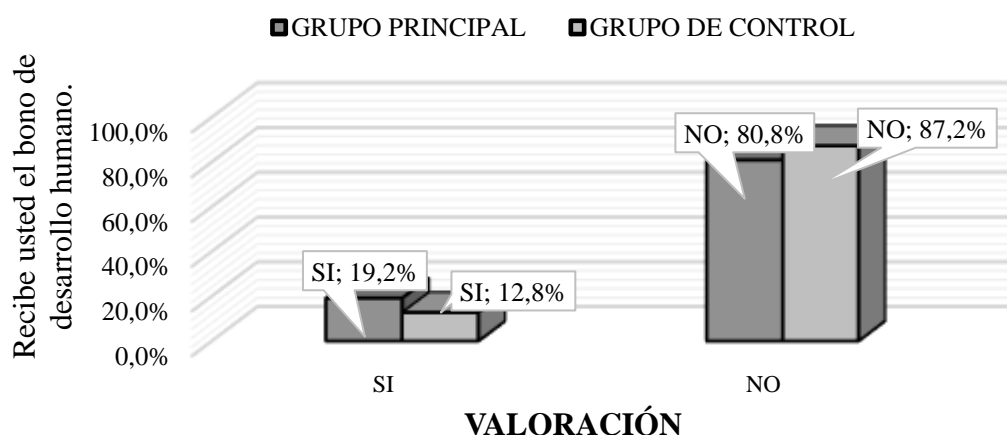 GRUPO PRINCIPAL GRUPO DE CONTROL
Recibe usted el bono de
desarrollo humano.
100,0%
80,0%
60,0%
40,0%
20,0%
0,0%
NO; 80,8%
NO; 87,2%
SI; 19,2%
SI; 12,8%
SI
NO
VALORACIÓN